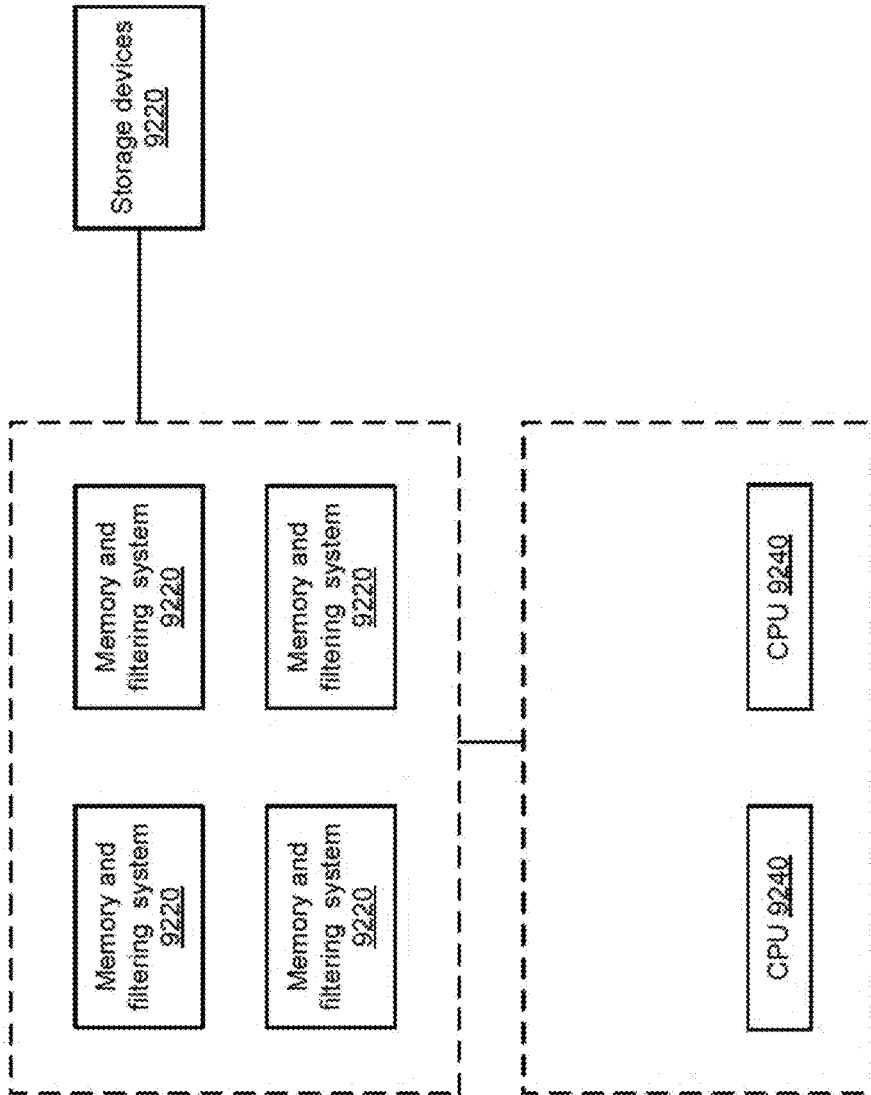 Memory and
filtering system
9220
Memory and
filtering system
9220
Storage devices
9220
Memory and
filtering system
9220
Memory and
filtering system
9220
CPU 9240
CPU 9240